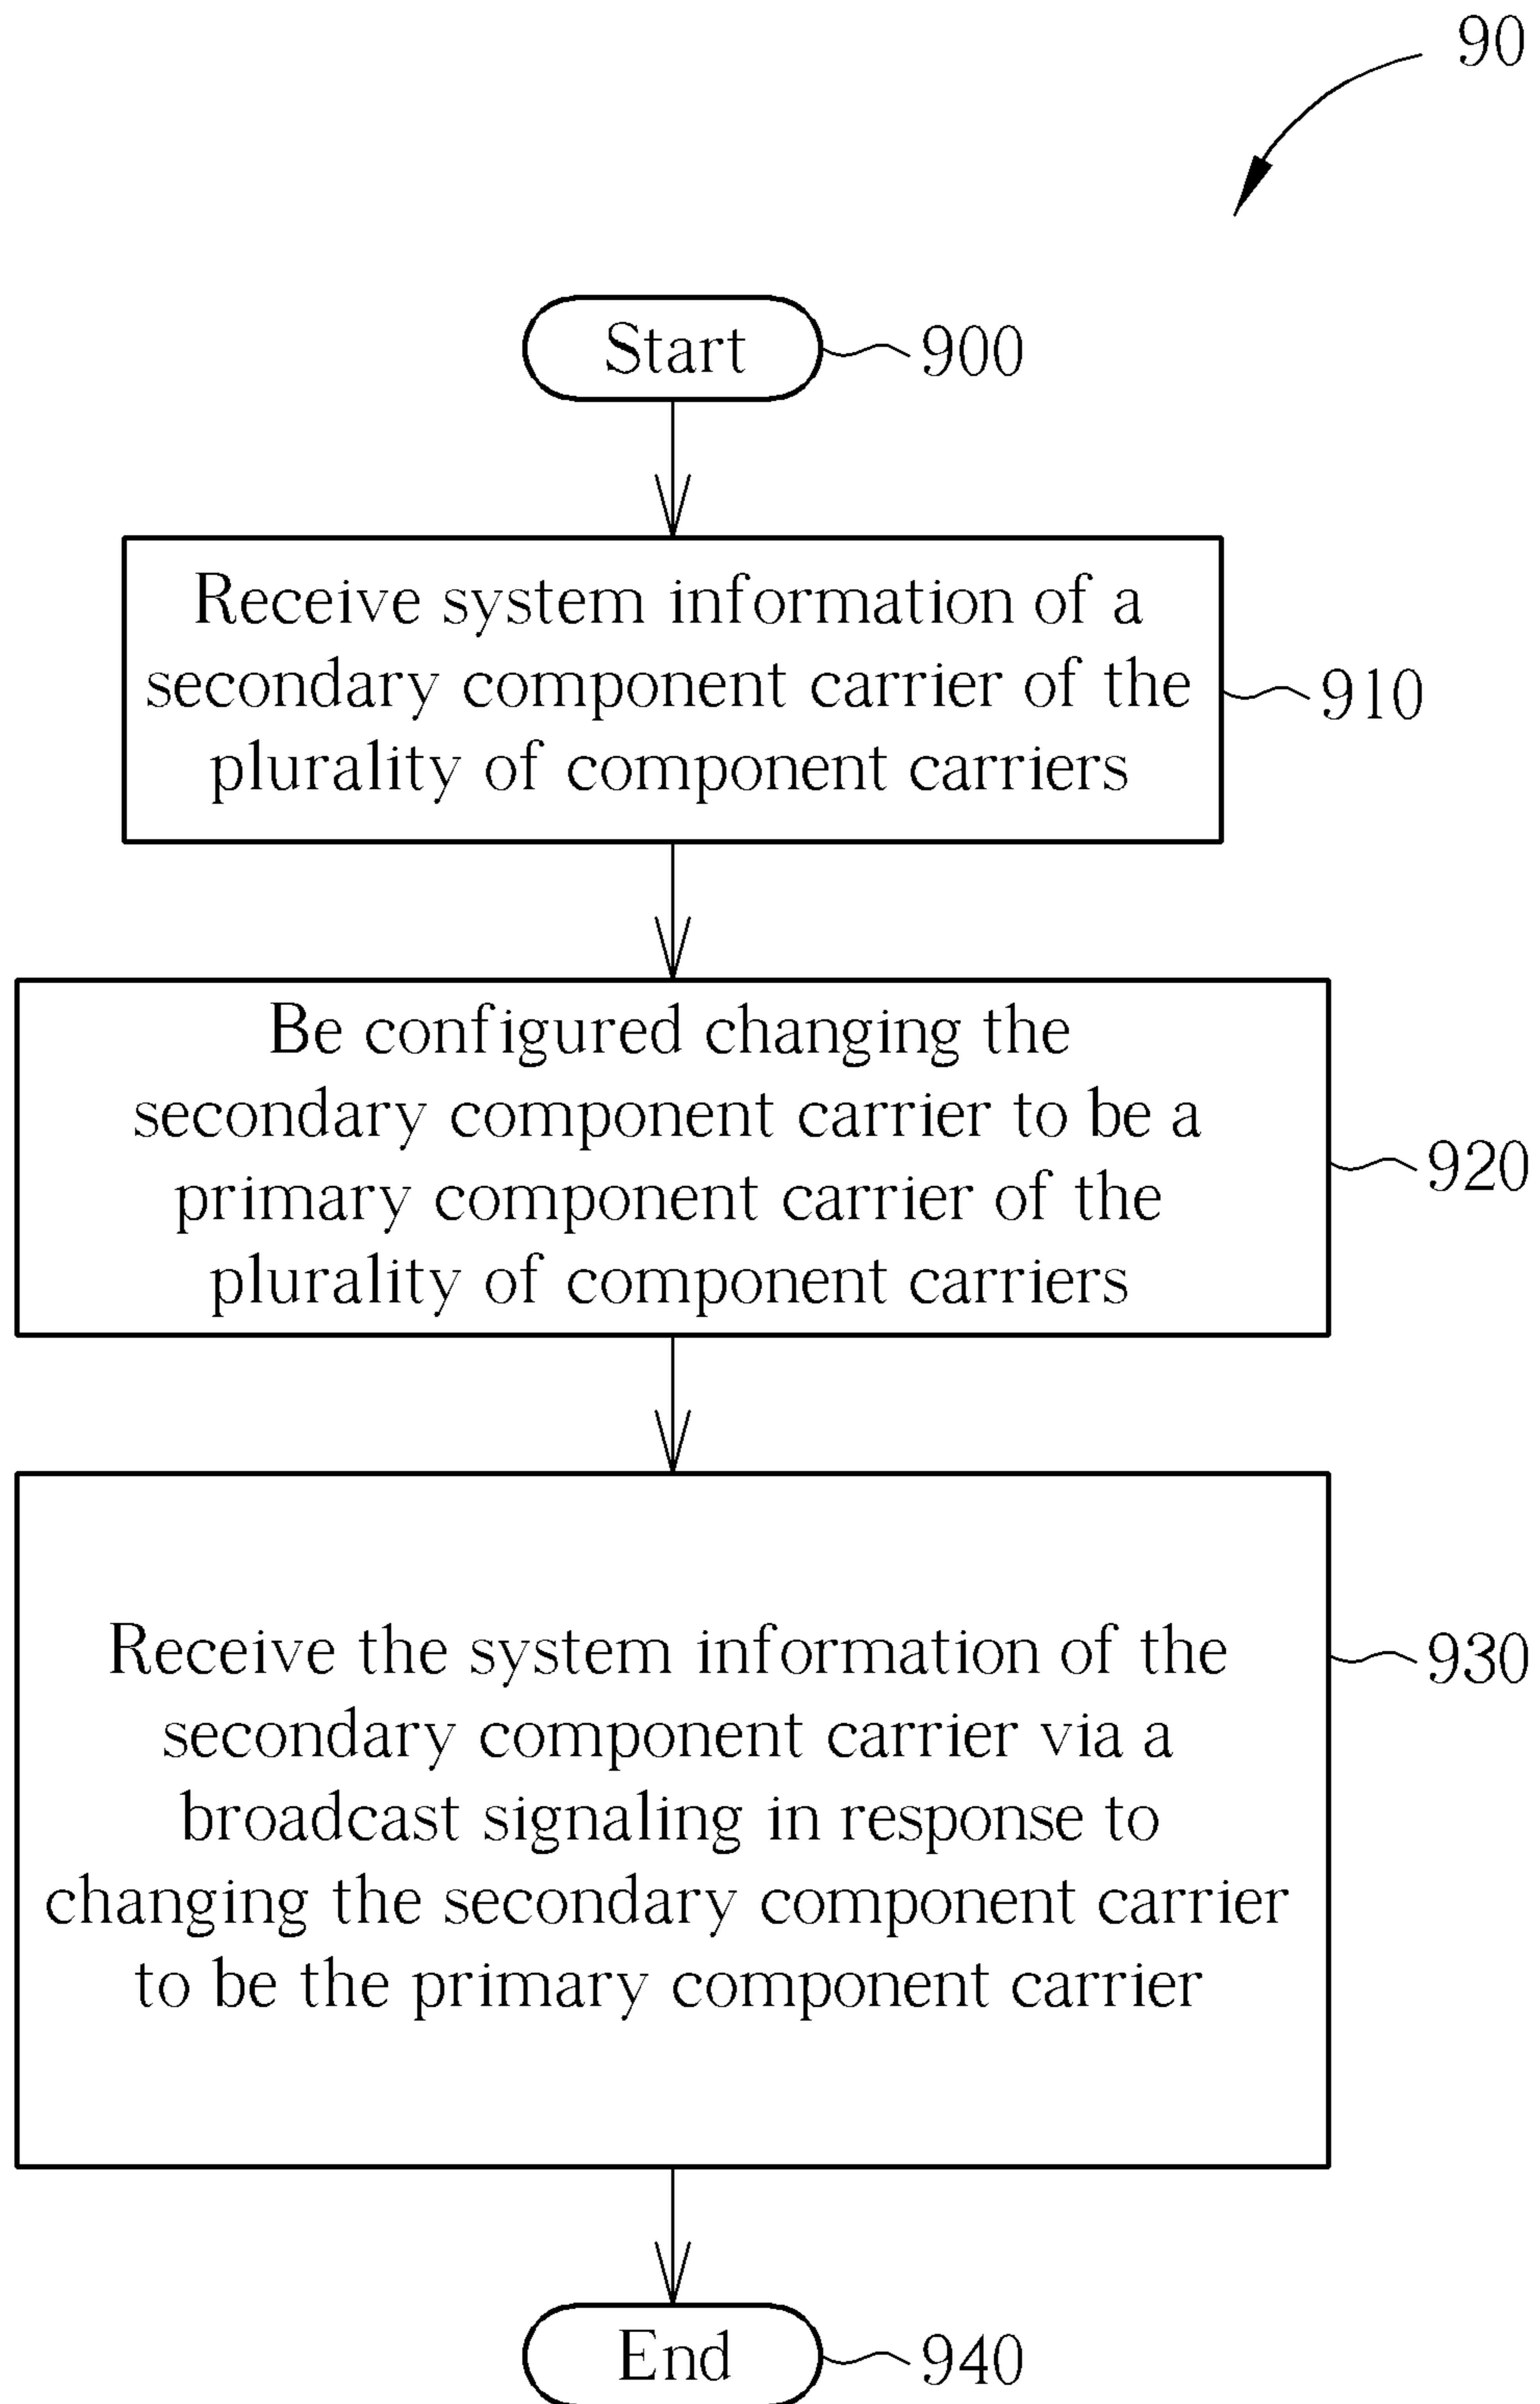 90
Start
900
Receive system information of a
secondary component carrier of the
plurality of component carriers
910
Be configured changing the
secondary component carrier to be a
primary component carrier of the
plurality of component carriers
920
Receive the system information of the
secondary component carrier via a
broadcast signaling in response to
changing the secondary component carrier
to be the primary component carrier
930
End
940